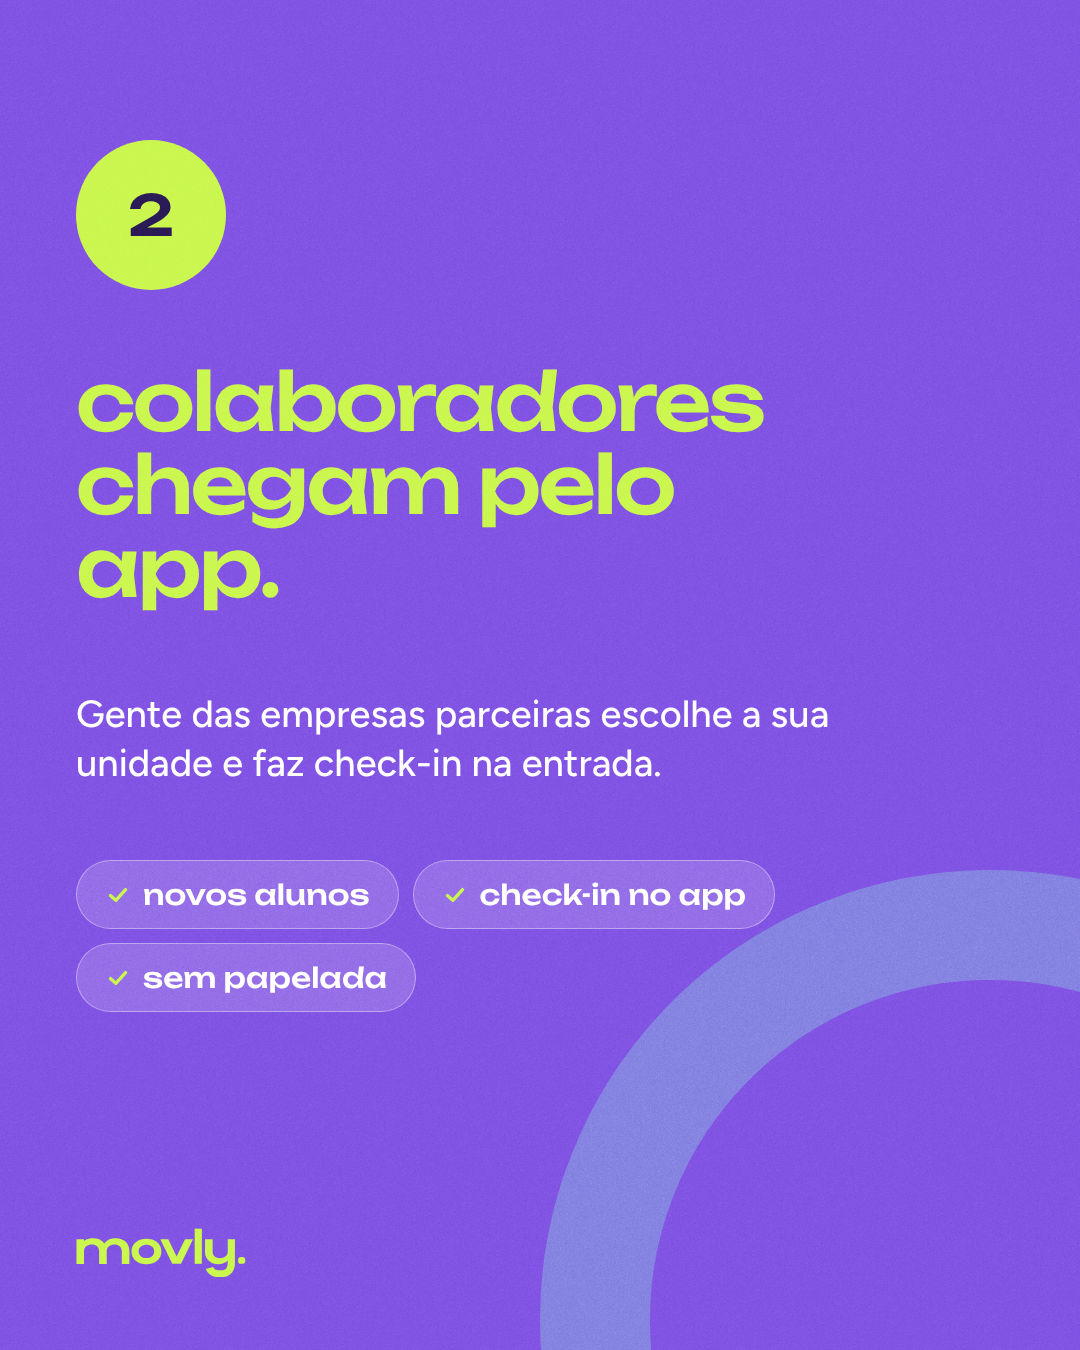 2
colaboradores
chegam pelo
app.
Gente das empresas parceiras escolhe a sua
unidade e faz check-in na entrada.
novos alunos
check-in no app
sem papelada
movly.